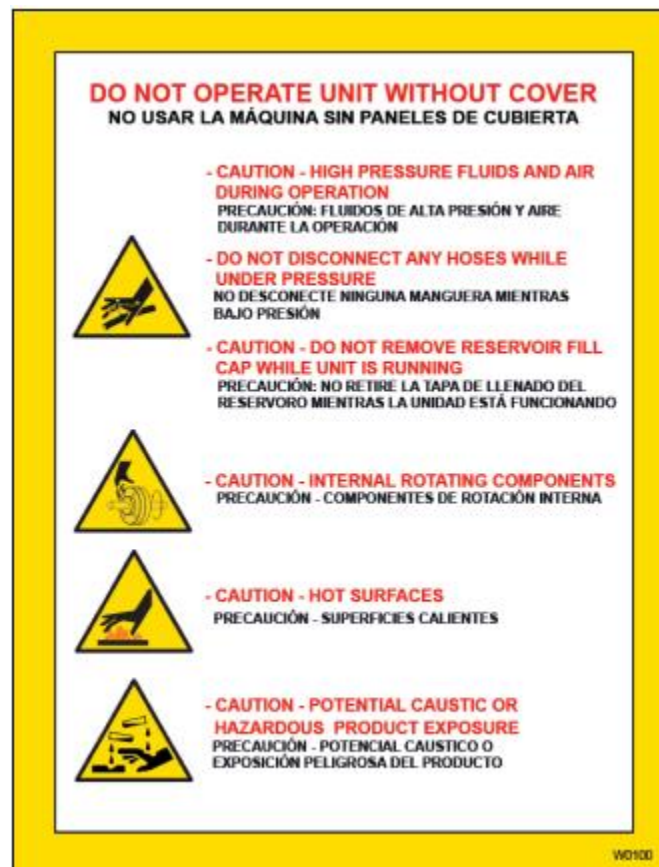 DO NOT OPERATE UNIT WITHOUT COVER
NO USAR LA MÁQUINA SIN PANELES DE CUBIERTA
- CAUTION - HIGH PRESSURE FLUIDS AND AIR
DURING OPERATION
PRECAUCIÓN: FLUIDOS DE ALTA PRESIÓN Y AIRE
DURANTE LA OPERACIÓN
- DO NOT DISCONNECT ANY HOSES WHILE
UNDER PRESSURE
NO DESCONECTE NINGUNA MANGUERA MIENTRAS
BAJO PRESIÓN
- CAUTION - DO NOT REMOVE RESERVOIR FILL
CAP WHILE UNIT IS RUNNING
PRECAUCIÓN: NO RETIRE LA TAPA DE LLENADO DEL
RESERVORO MIENTRAS LA UNIDAD ESTÁ FUNCIONANDO
- CAUTION - INTERNAL ROTATING COMPONENTS
PRECAUCIÓN - COMPONENTES DE ROTACIÓN INTERNA
- CAUTION - HOT SURFACES
PRECAUCIÓN - SUPERFICIES CALIENTES
- CAUTION - POTENTIAL CAUSTIC OR
HAZARDOUS PRODUCT EXPOSURE
PRECAUCIÓN - POTENCIAL CAUSTICO O
EXPOSICIÓN PELIGROSA DEL PRODUCTO
W0100